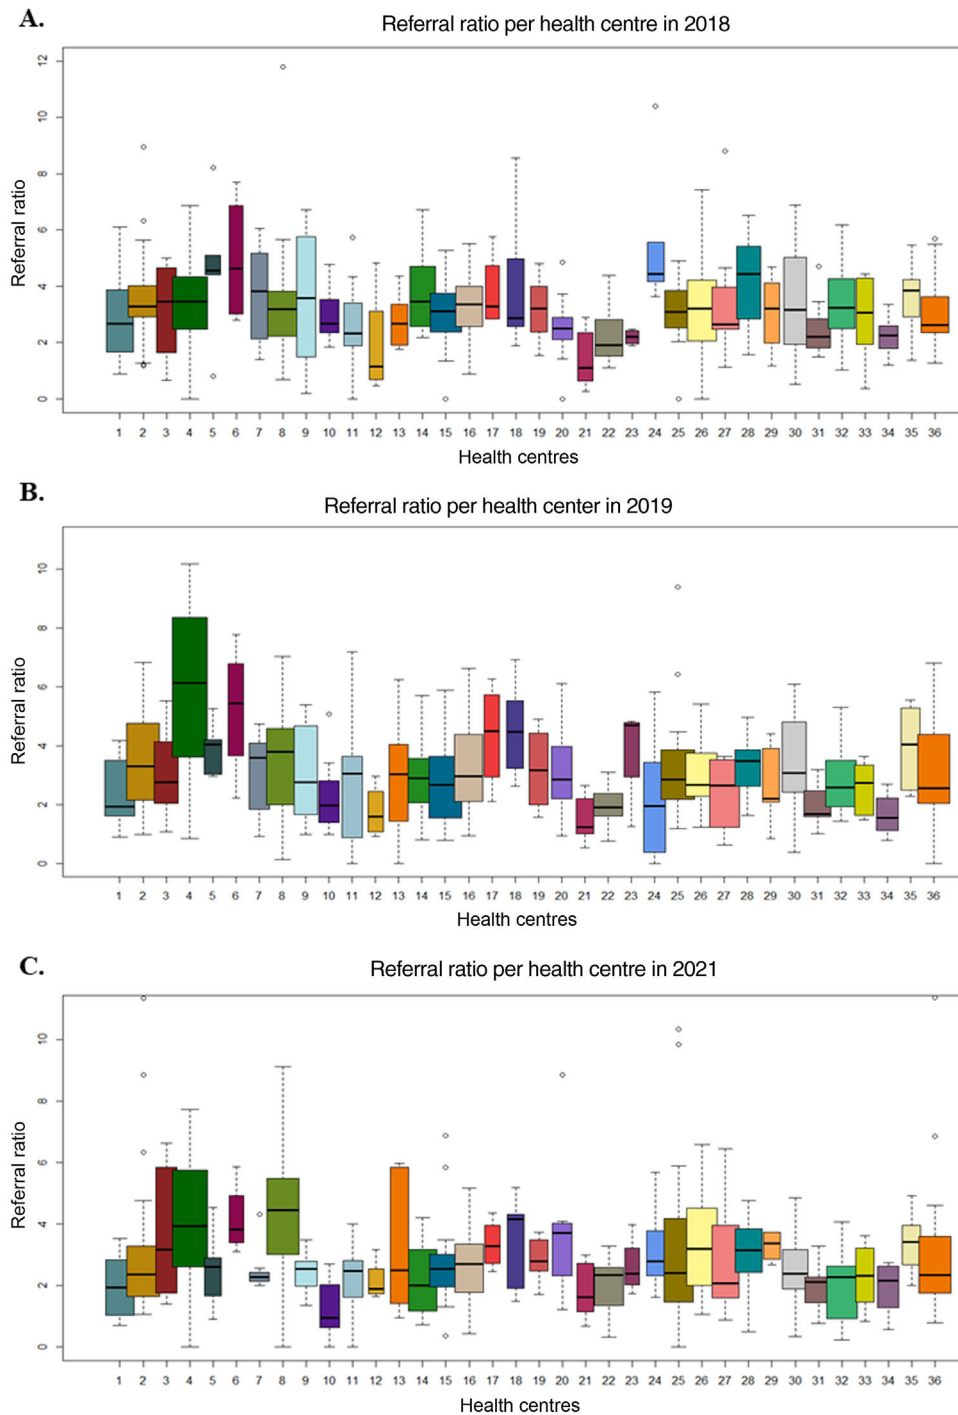 A.
Referral ratio per health centre in 2018
Referral ratio
12
10
8
6
4
2
0
1 2 3 4 5 6 7 8 9 10 11 12 13 14 15 16 17 18 19 20 21 22 23 24 25 26 27 28 29 30 31 32 33 34 35 36
Health centres
B.
Referral ratio per health center in 2019
Referral ratio
10
8
6
4
2
0
1 2 3 4 5 6 7 8 9 10 11 12 13 14 15 16 17 18 19 20 21 22 23 24 25 26 27 28 29 30 31 32 33 34 35 36
Health centres
C.
Referral ratio per health centre in 2021
Referral ratio
10
8
6
4
2
0
1 2 3 4 5 6 7 8 9 10 11 12 13 14 15 16 17 18 19 20 21 22 23 24 25 26 27 28 29 30 31 32 33 34 35 36
Health centres